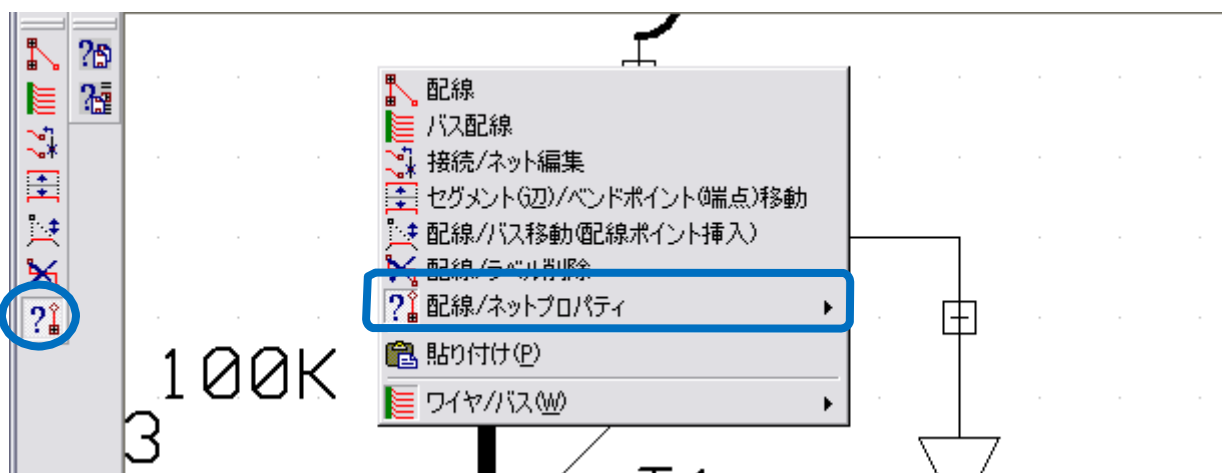 配線
バス配線
接続/ネット編集
セグメント(辺)/ベンドポイント(端点)移動
配線/バス移動(配線ポイント挿入)
配線/ラベル削除
配線/ネットプロパティ
貼り付け(P)
ワイヤ/バス(W)
100K
3